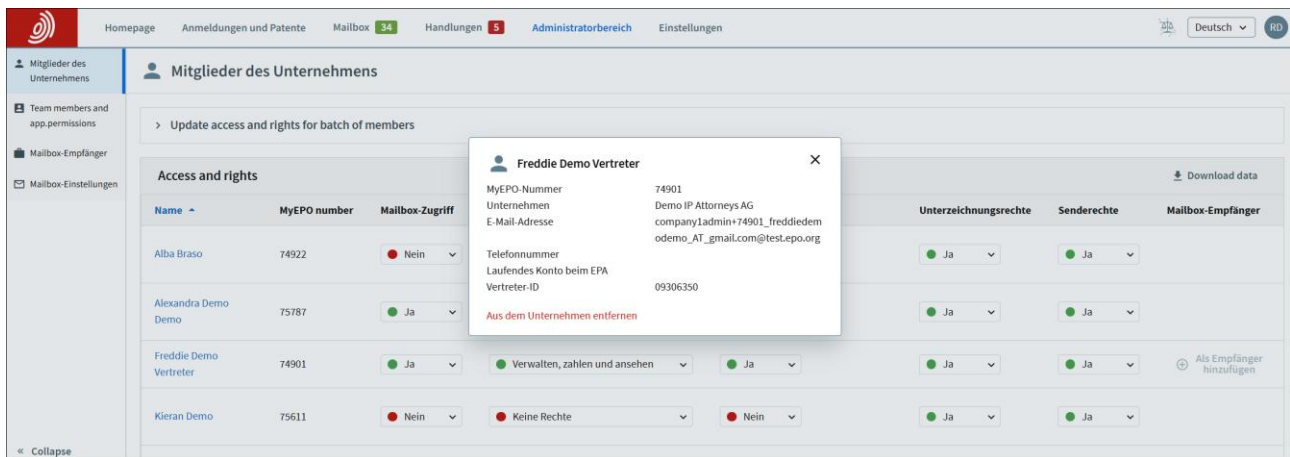 Homepage
Anmeldungen und Patente
Mailbox 34
Handlungen 5
Administratorbereich
Einstellungen
Deutsch
RD
Mitglieder des
Unternehmens
Team members and
app.permissions
Mailbox-Empfänger
Mailbox-Einstellungen
« Collapse
Mitglieder des Unternehmens
Update access and rights for batch of members
Access and rights
Download data
Name MyEPO number Mailbox-Zugriff Unterzeichnungsrechte Senderechte Mailbox-Empfänger
Alba Braso 74922 Nein Ja Ja
Alexandra Demo
Demo 75787 Ja Ja Ja
Freddie Demo
Vertreter 74901 Ja Verwalten, zahlen und ansehen Ja Ja Ja Als Empfänger
hinzufügen
Kieran Demo 75611 Nein Keine Rechte Nein Ja Ja
Freddie Demo Vertreter
MyEPO-Nummer 74901
Unternehmen Demo IP Attorneys AG
E-Mail-Adresse company1admin+74901_freddiedem
odemo_AT_gmail.com@test.epo.org
Telefonnummer
Laufendes Konto beim EPA
Vertreter-ID 09306350
Aus dem Unternehmen entfernen